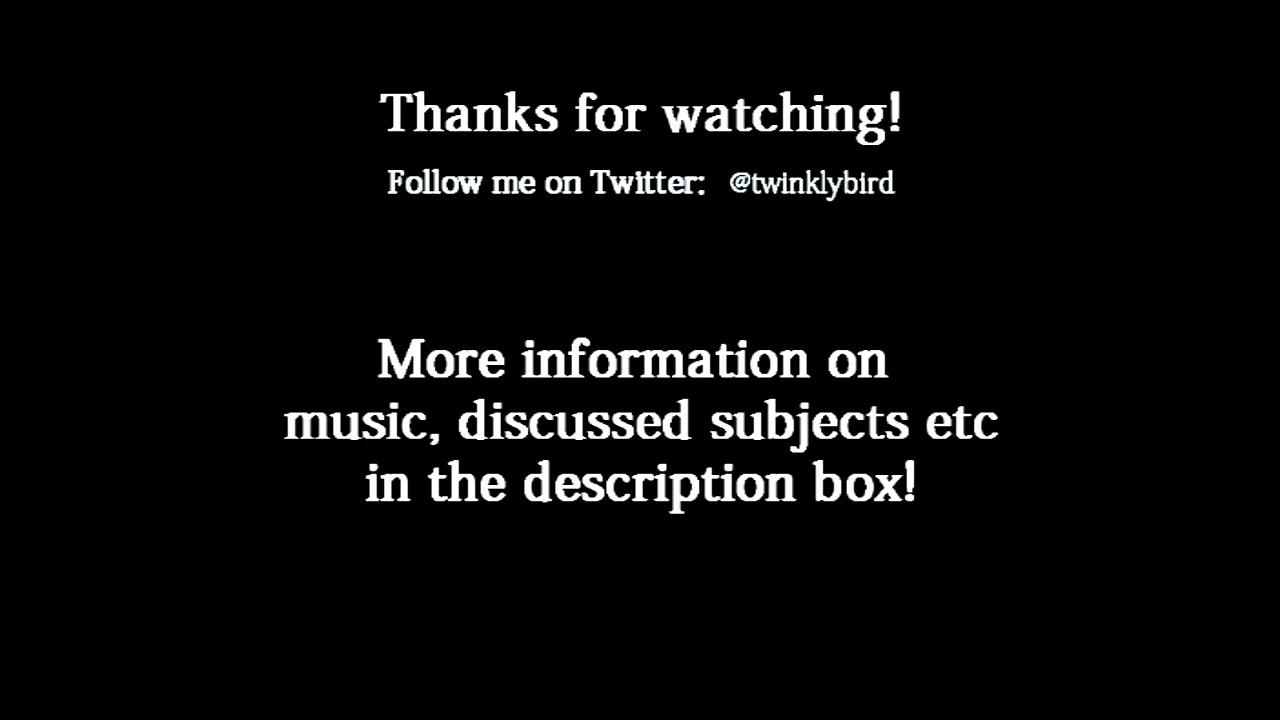 Thanks for watching!
Follow me on Twitter: @twinklybird
More information on
music, discussed subjects etc
in the description box!